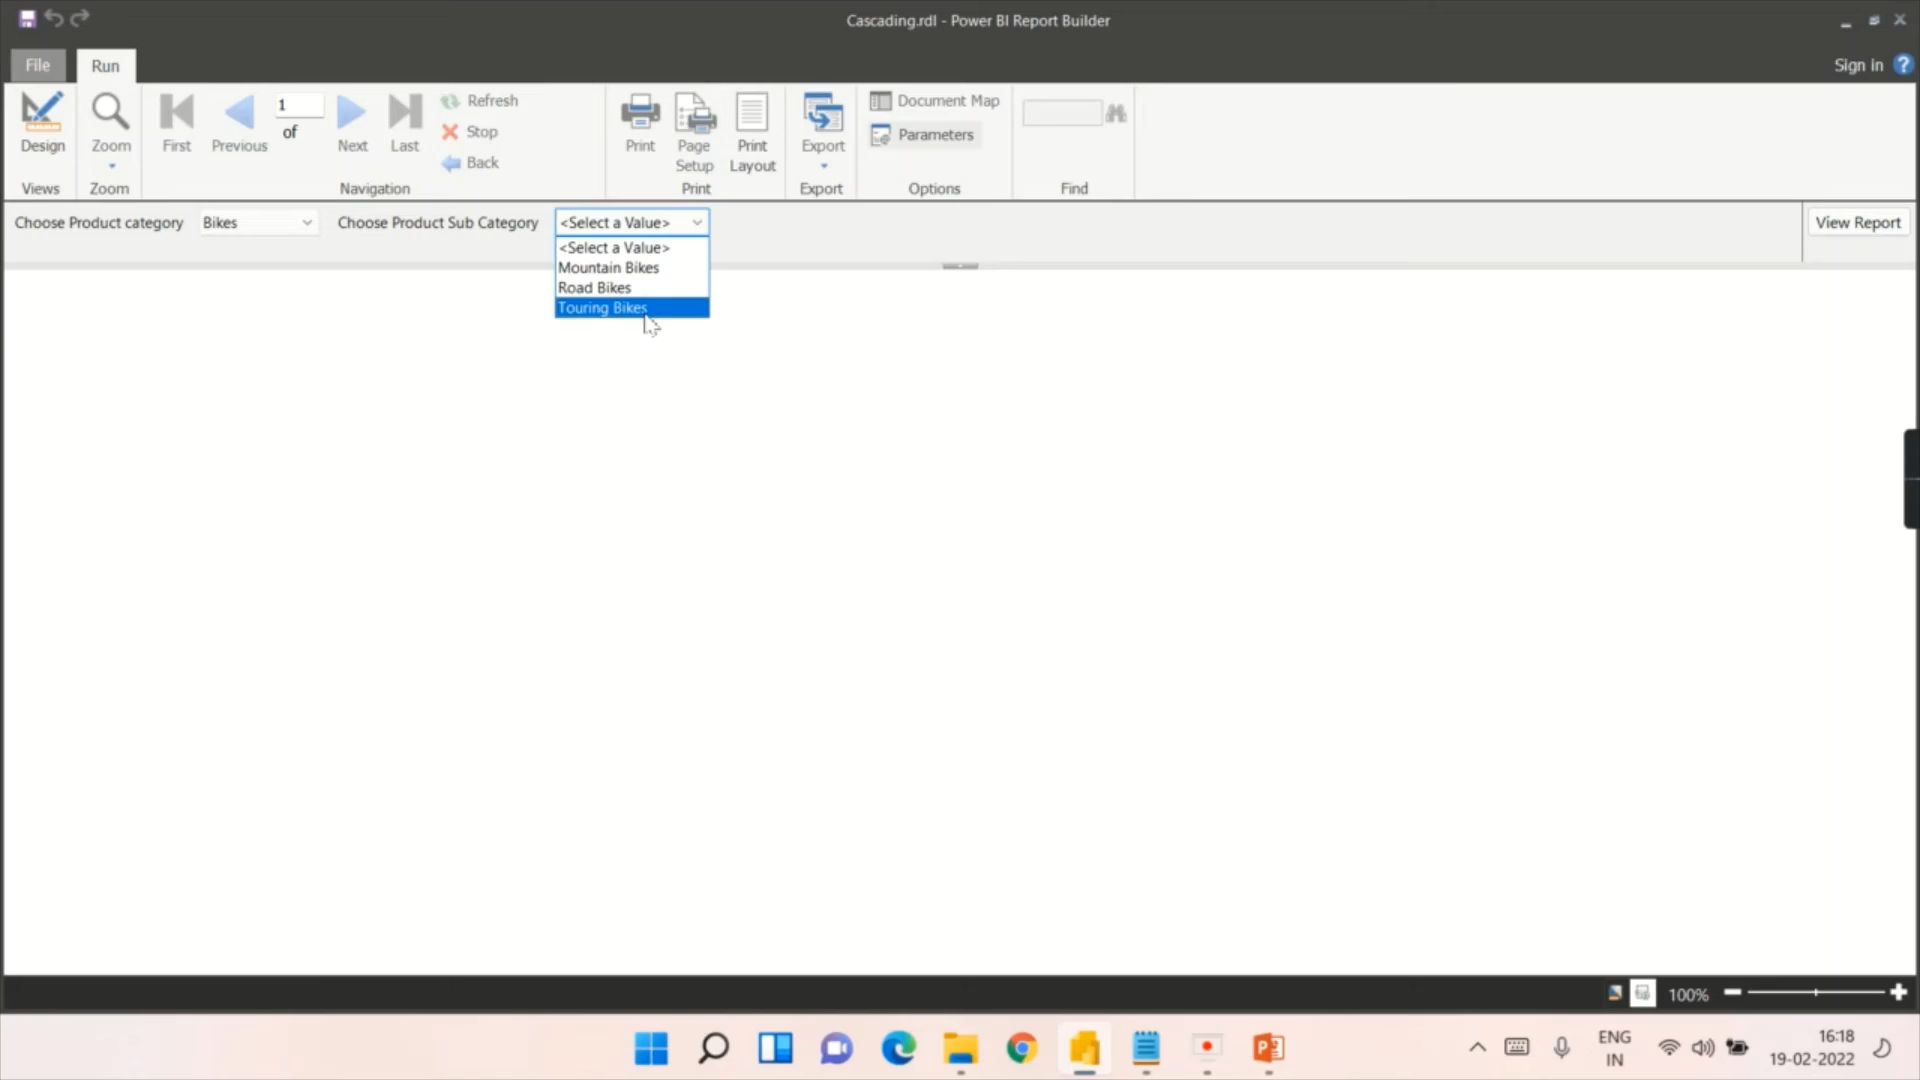 Cascading.rdl - Power BI Report Builder
File
Run
Sign in
?
Design
Zoom
First
Previous
1
of
Next
Last
Refresh
Stop
Back
Print
Page
Setup
Print
Layout
Export
Document Map
Parameters
Views
Zoom
Navigation
Print
Export
Options
Find
Choose Product category
Bikes
Choose Product Sub Category
<Select a Value>
View Report
<Select a Value>
Mountain Bikes
Road Bikes
Touring Bikes
100%
ENG
IN
16:18
19-02-2022